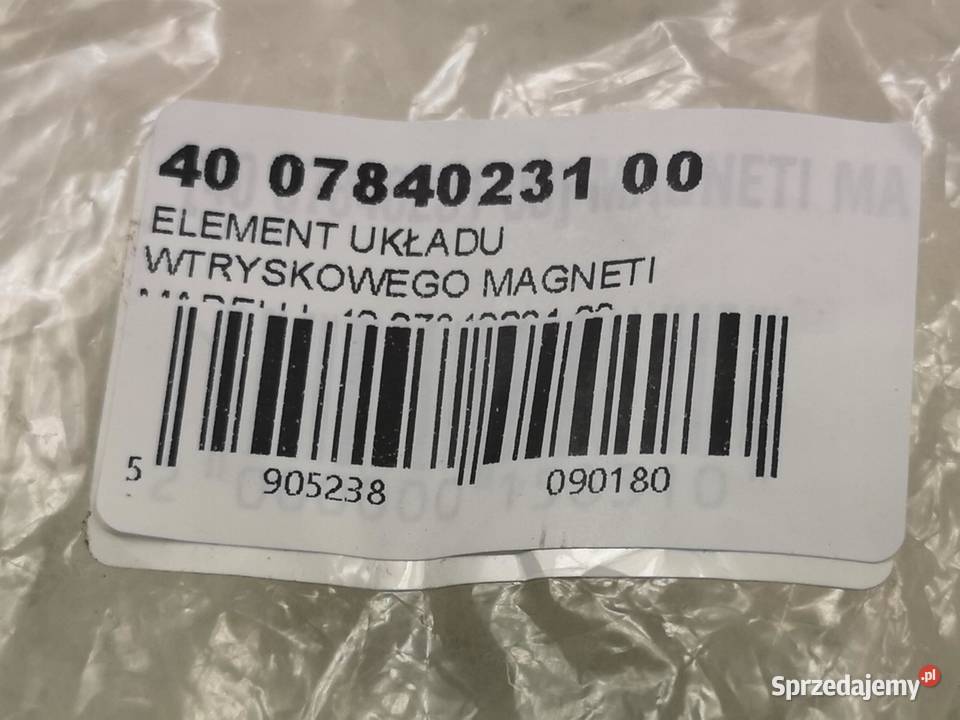 40 07840231 00
ELEMENT UKŁADU
WTRYSKOWEGO MAGNETI
5 905238 090180
Sprzedajemy.pl